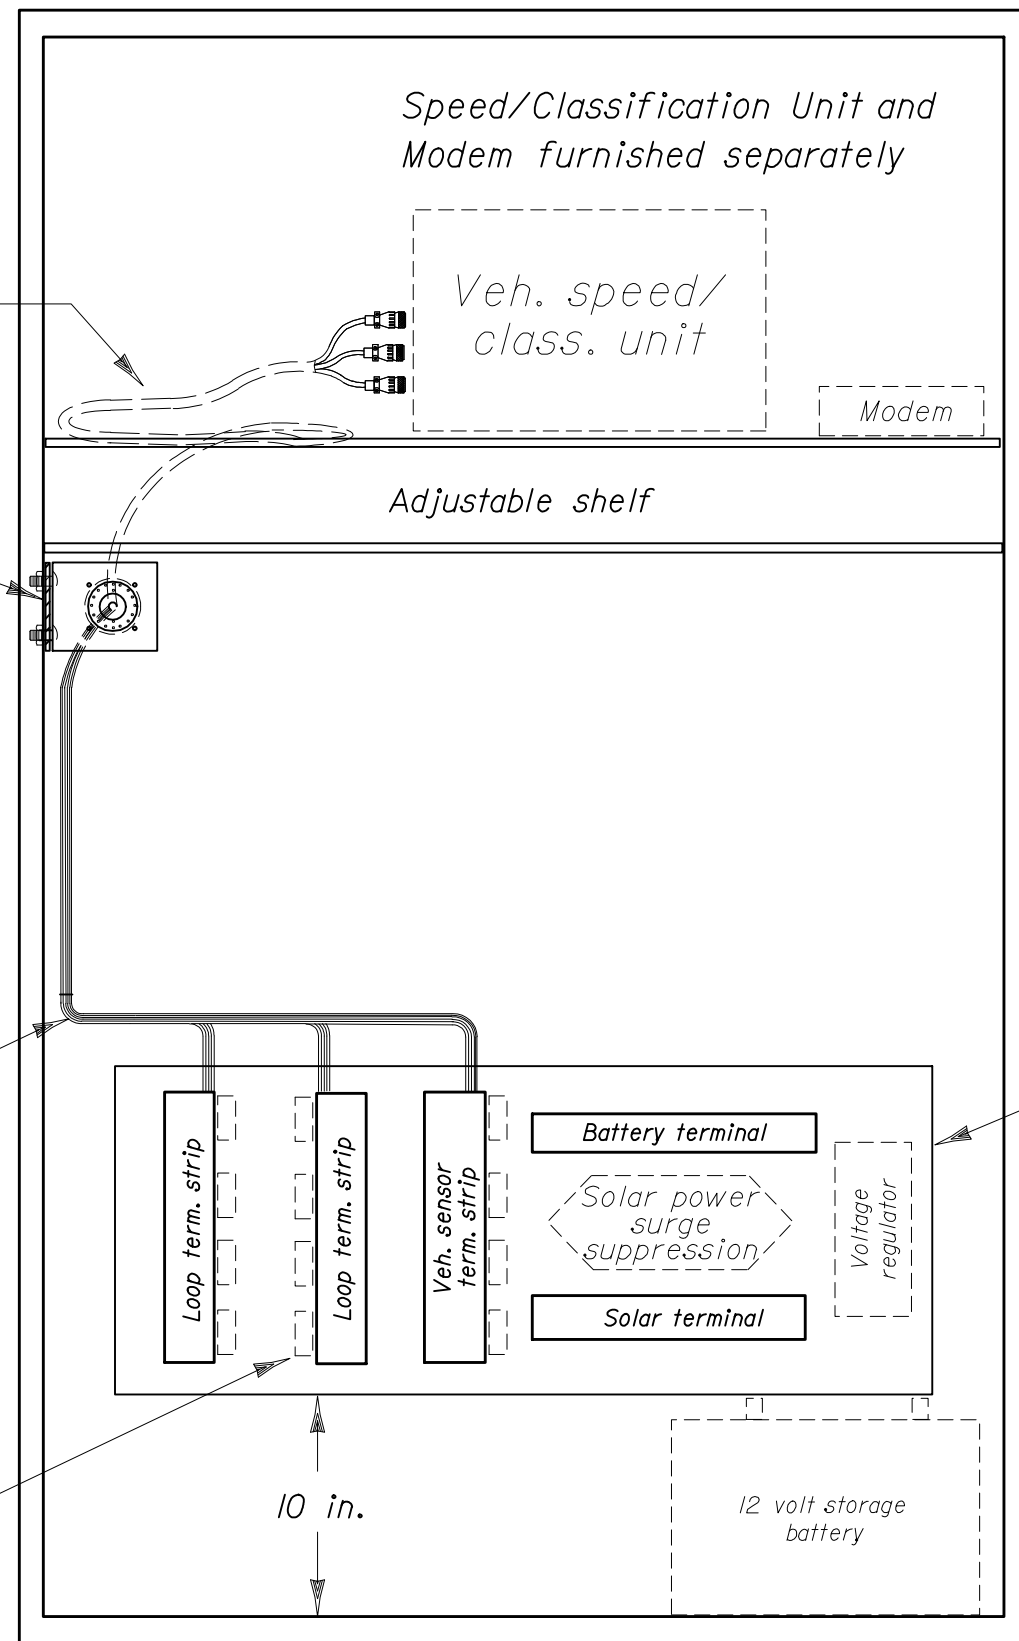 Speed/Classification Unit and
Modem furnished separately
Veh. speed/
class. unit
Modem
Adjustable shelf
Loop term. strip
Loop term. strip
Veh. sensor
term. strip
Battery terminal
Solar power
surge
suppression
Solar terminal
Voltage
regulator
10 in.
12 volt storage
battery